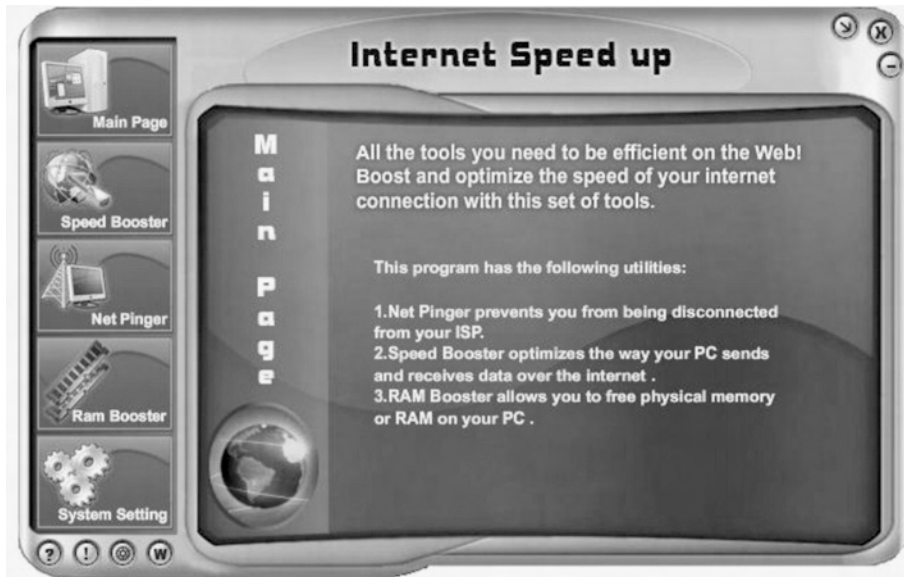 Internet Speed up
Main Page
Speed Booster
Net Pinger
Ram Booster
System Setting
? ! W
Main Page
All the tools you need to be efficient on the Web!
Boost and optimize the speed of your internet
connection with this set of tools.
This program has the following utilities:
1.Net Pinger prevents you from being disconnected
from your ISP.
2.Speed Booster optimizes the way your PC sends
and receives data over the internet .
3.RAM Booster allows you to free physical memory
or RAM on your PC .